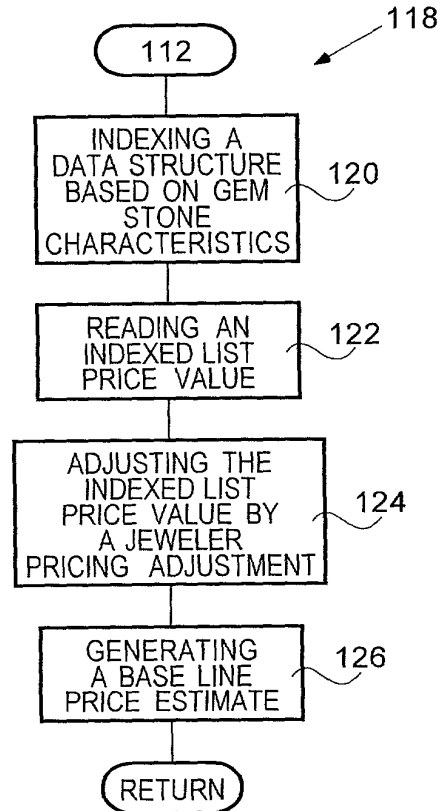 118
112
INDEXING A
DATA STRUCTURE
BASED ON GEM
STONE
CHARACTERISTICS
120
READING AN
INDEXED LIST
PRICE VALUE
122
ADJUSTING THE
INDEXED LIST
PRICE VALUE BY
A JEWELER
PRICING ADJUSTMENT
124
GENERATING
A BASE LINE
PRICE ESTIMATE
126
RETURN